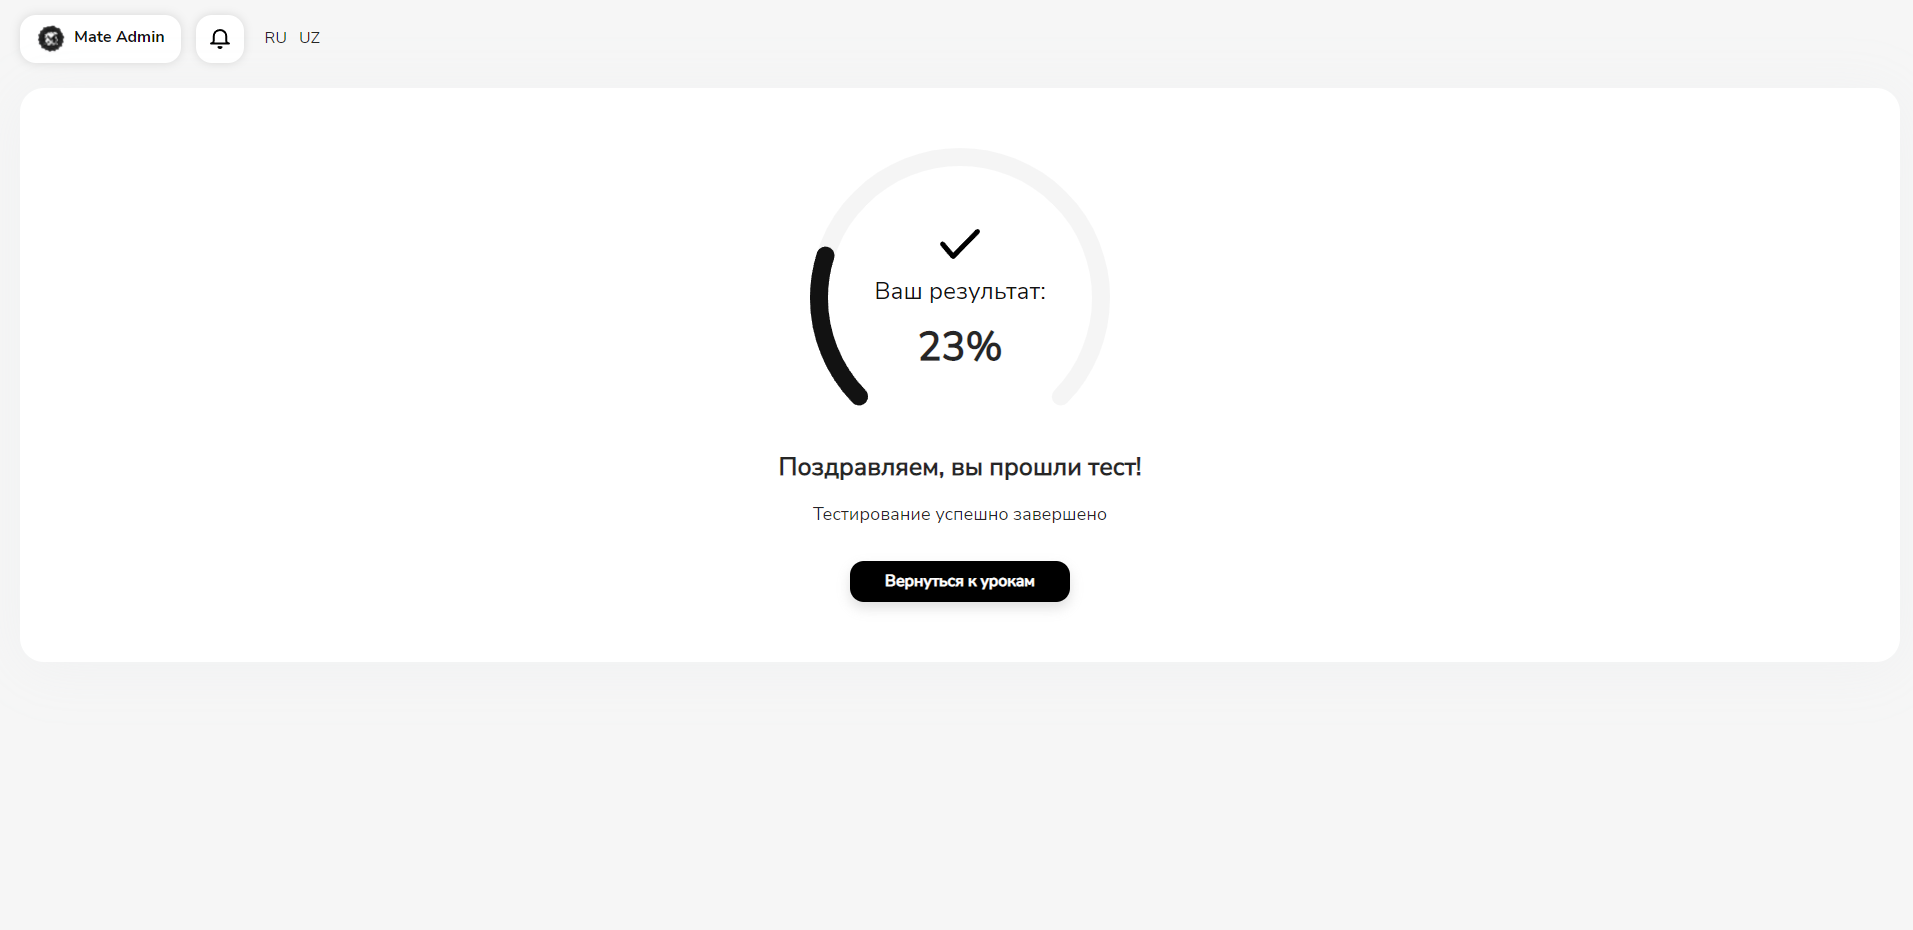 Mate Admin
RU UZ
Ваш результат:
23%
Поздравляем, вы прошли тест!
Тестирование успешно завершено
Вернуться к урокам